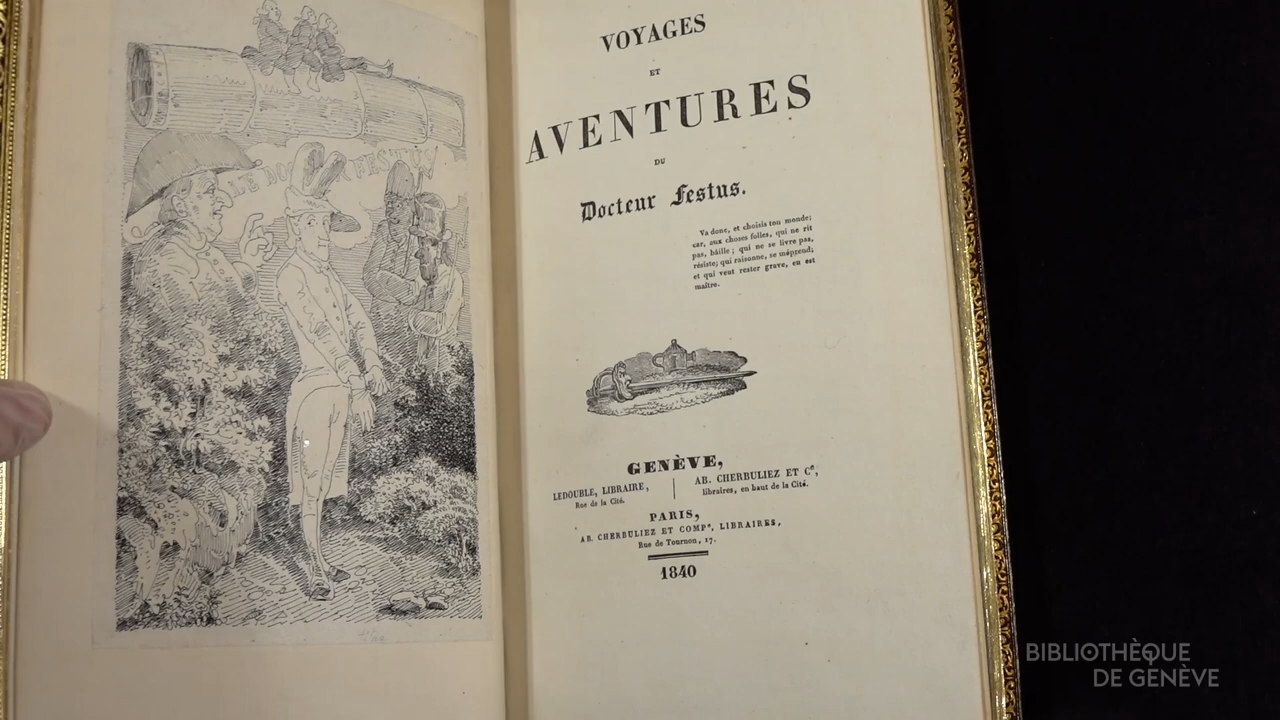 LE DOCTEUR FESTUS
VOYAGES
ET
AVENTURES
DU
Docteur Festus.
Va donc, et choisis ton monde;
car, aux choses folles, qui ne rit
pas, bâille; qui ne se livre pas,
résiste; qui raisonne, se méprend;
et qui veut rester grave, en est
maître.
GENÈVE,
LEDOUBLE, LIBRAIRE,
Rue de la Cité.
AB. CHERBULIEZ ET Cᵉ,
libraires, en haut de la Cité.
PARIS,
AB. CHERBULIEZ ET COMPᵉ, LIBRAIRES,
Rue de Tournon, 17.
1840
BIBLIOTHÈQUE
DE GENÈVE